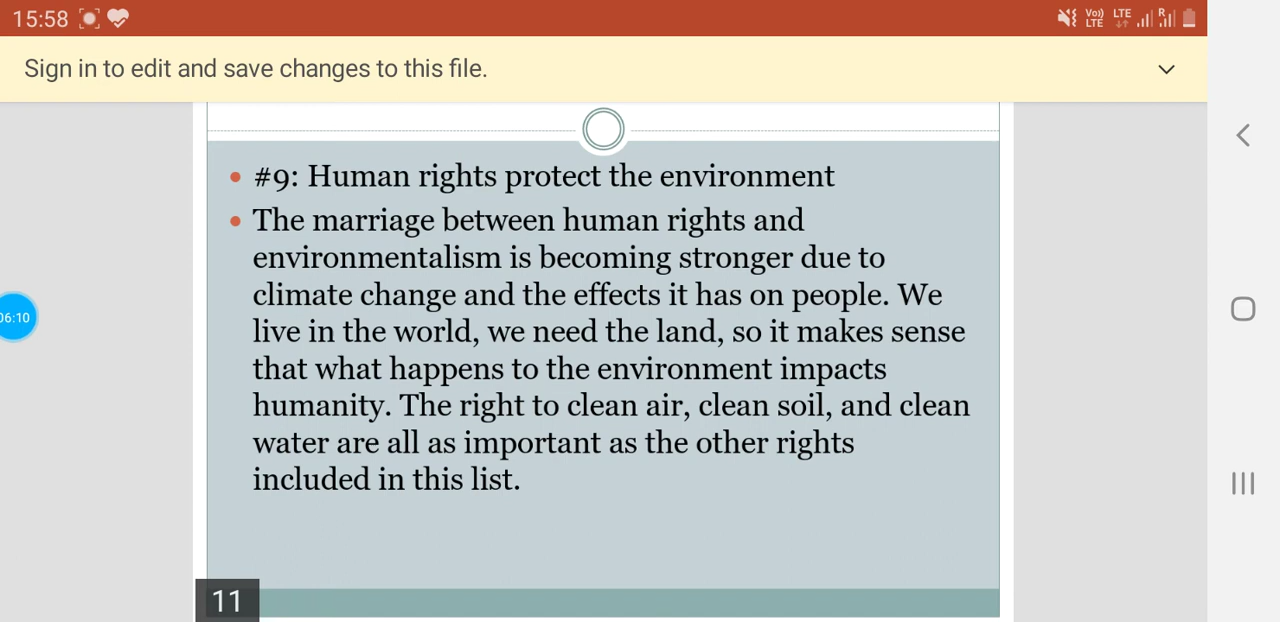 15:58
Vo)) LTE LTE R
Sign in to edit and save changes to this file.
#9: Human rights protect the environment
The marriage between human rights and
environmentalism is becoming stronger due to
climate change and the effects it has on people. We
live in the world, we need the land, so it makes sense
that what happens to the environment impacts
humanity. The right to clean air, clean soil, and clean
water are all as important as the other rights
included in this list.
06:10
11